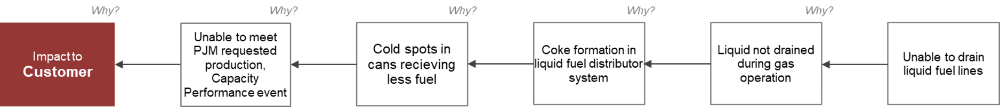 Why?
Why?
Why?
Why?
Why?
Impact to
Customer
Unable to meet
PJM requested
production,
Capacity
Performance event
Cold spots in
cans recieving
less fuel
Coke formation in
liquid fuel distributor
system
Liquid not drained
during gas
operation
Unable to drain
liquid fuel lines